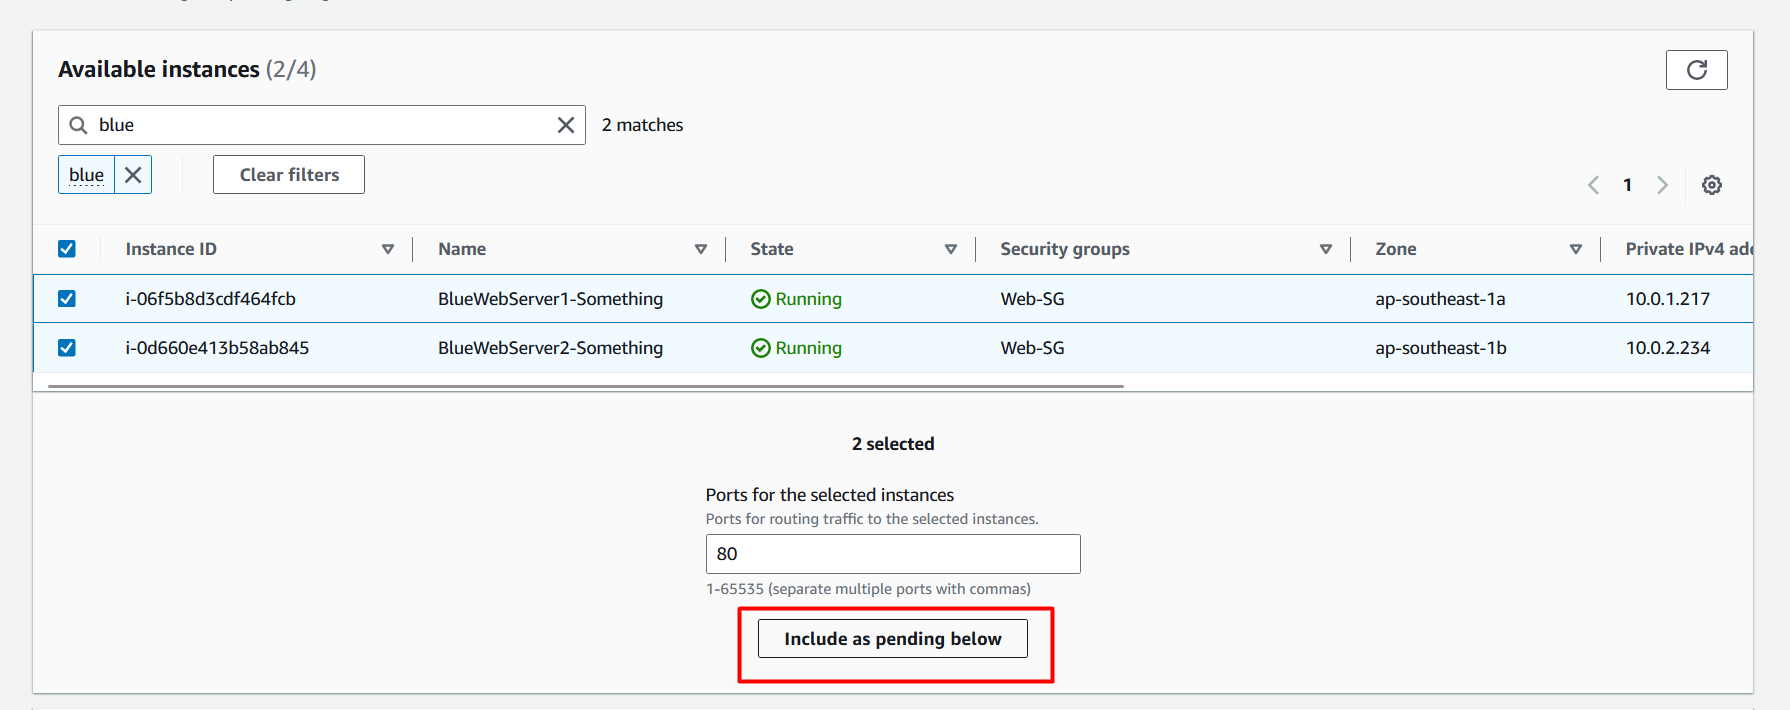 Available instances (2/4)
blue
2 matches
blue
Clear filters
1
Instance ID Name State Security groups Zone Private IPv4 add
i-06f5b8d3cdf464fcb BlueWebServer1-Something Running Web-SG ap-southeast-1a 10.0.1.217
i-0d660e413b58ab845 BlueWebServer2-Something Running Web-SG ap-southeast-1b 10.0.2.234
2 selected
Ports for the selected instances
Ports for routing traffic to the selected instances.
80
1-65535 (separate multiple ports with commas)
Include as pending below